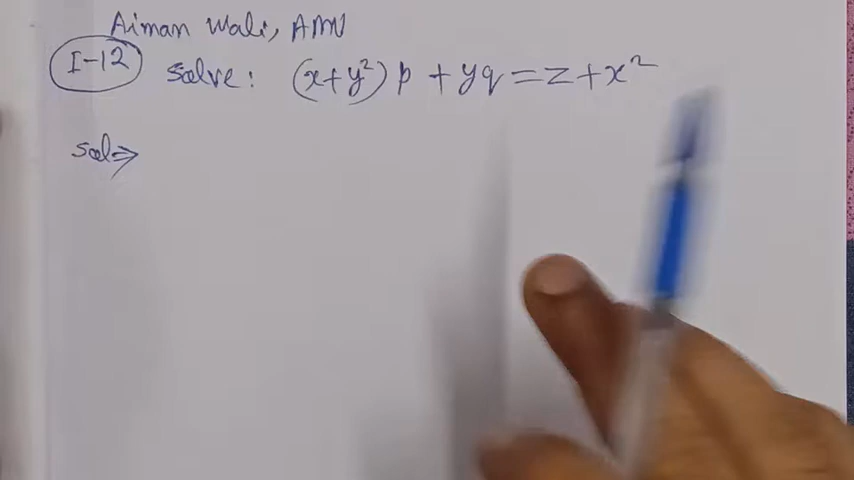 Aiman Wali, AMU
I-12 Solve: (x+y²)p + yq = z + x²
Sol⇒